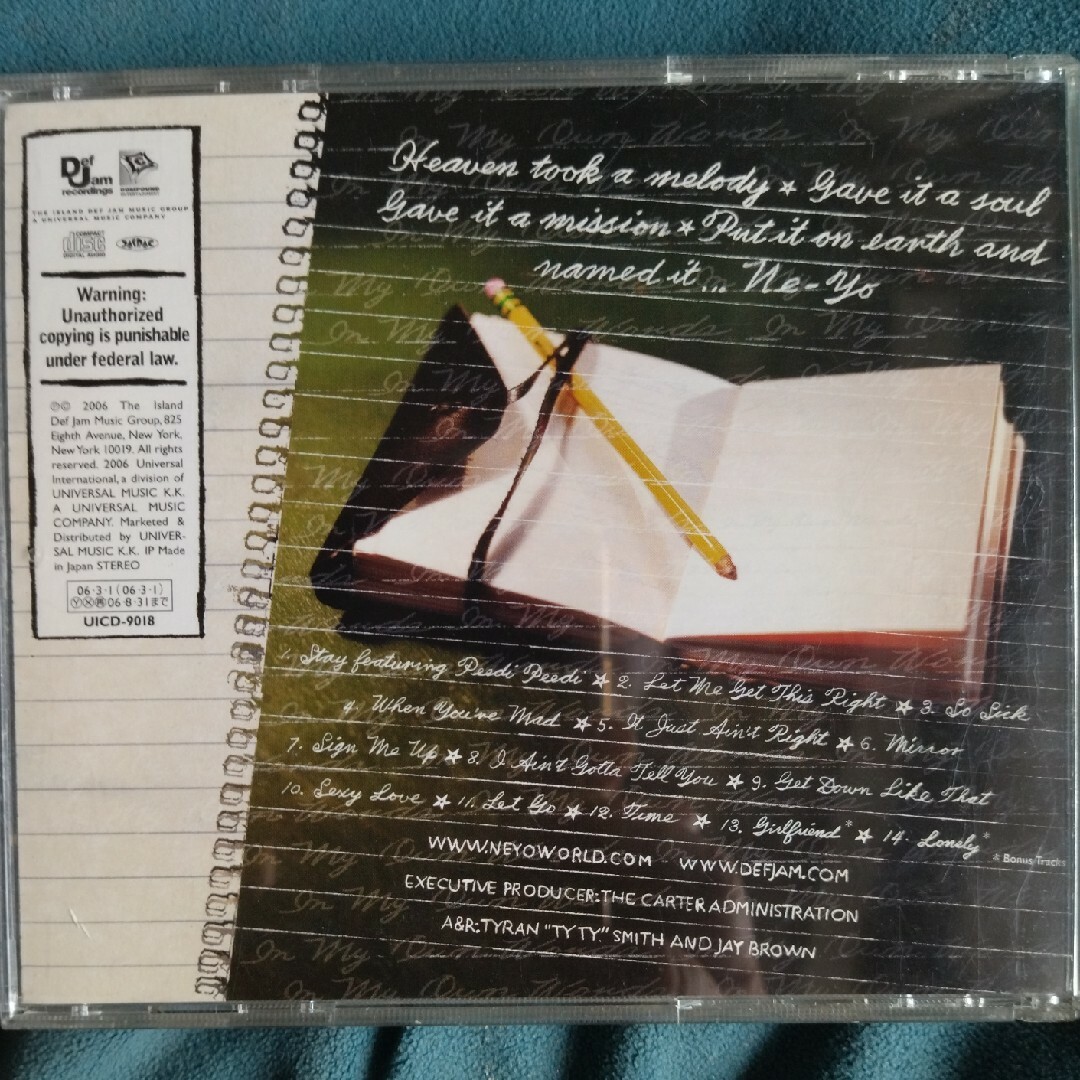 Def Jam
recordings
COMPOUND
ENTERTAINMENT
THE ISLAND DEF JAM MUSIC GROUP
A UNIVERSAL MUSIC COMPANY
COMPACT
disc
DIGITAL AUDIO
Warning:
Unauthorized
copying is punishable
under federal law.
℗© 2006 The Island
Def Jam Music Group, 825
Eighth Avenue, New York,
New York 10019. All rights
reserved. 2006 Universal
International, a division of
UNIVERSAL MUSIC K.K.
A UNIVERSAL MUSIC
COMPANY. Marketed &
Distributed by UNIVER-
SAL MUSIC K.K. IP Made
in Japan STEREO
06·3·1(06·3·1)
06·8·31まで
UICD-9018
Heaven took a melody ★ Gave it a soul
Gave it a mission ★ Put it on earth and
named it... Ne-Yo
1. Stay featuring Peedi Peedi ★ 2. Let Me Get This Right ★ 3. So Sick
4. When You're Mad ★ 5. It Just Ain't Right ★ 6. Mirror
7. Sign Me Up ★ 8. I Ain't Gotta Tell You ★ 9. Get Down Like That
10. Sexy Love ★ 11. Let Go ★ 12. Time ★ 13. Girlfriend* ★ 14. Lonely*
* Bonus Tracks
WWW.NEYOWORLD.COM WWW.DEFJAM.COM
EXECUTIVE PRODUCER: THE CARTER ADMINISTRATION
A&R: TYRAN "TY TY." SMITH AND JAY BROWN